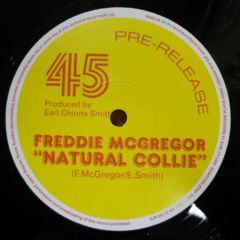 45
PRE-RELEASE
Produced by
Earl Chinna Smith
FREDDIE MCGREGOR
"NATURAL COLLIE"
(F.McGregor/E.Smith)